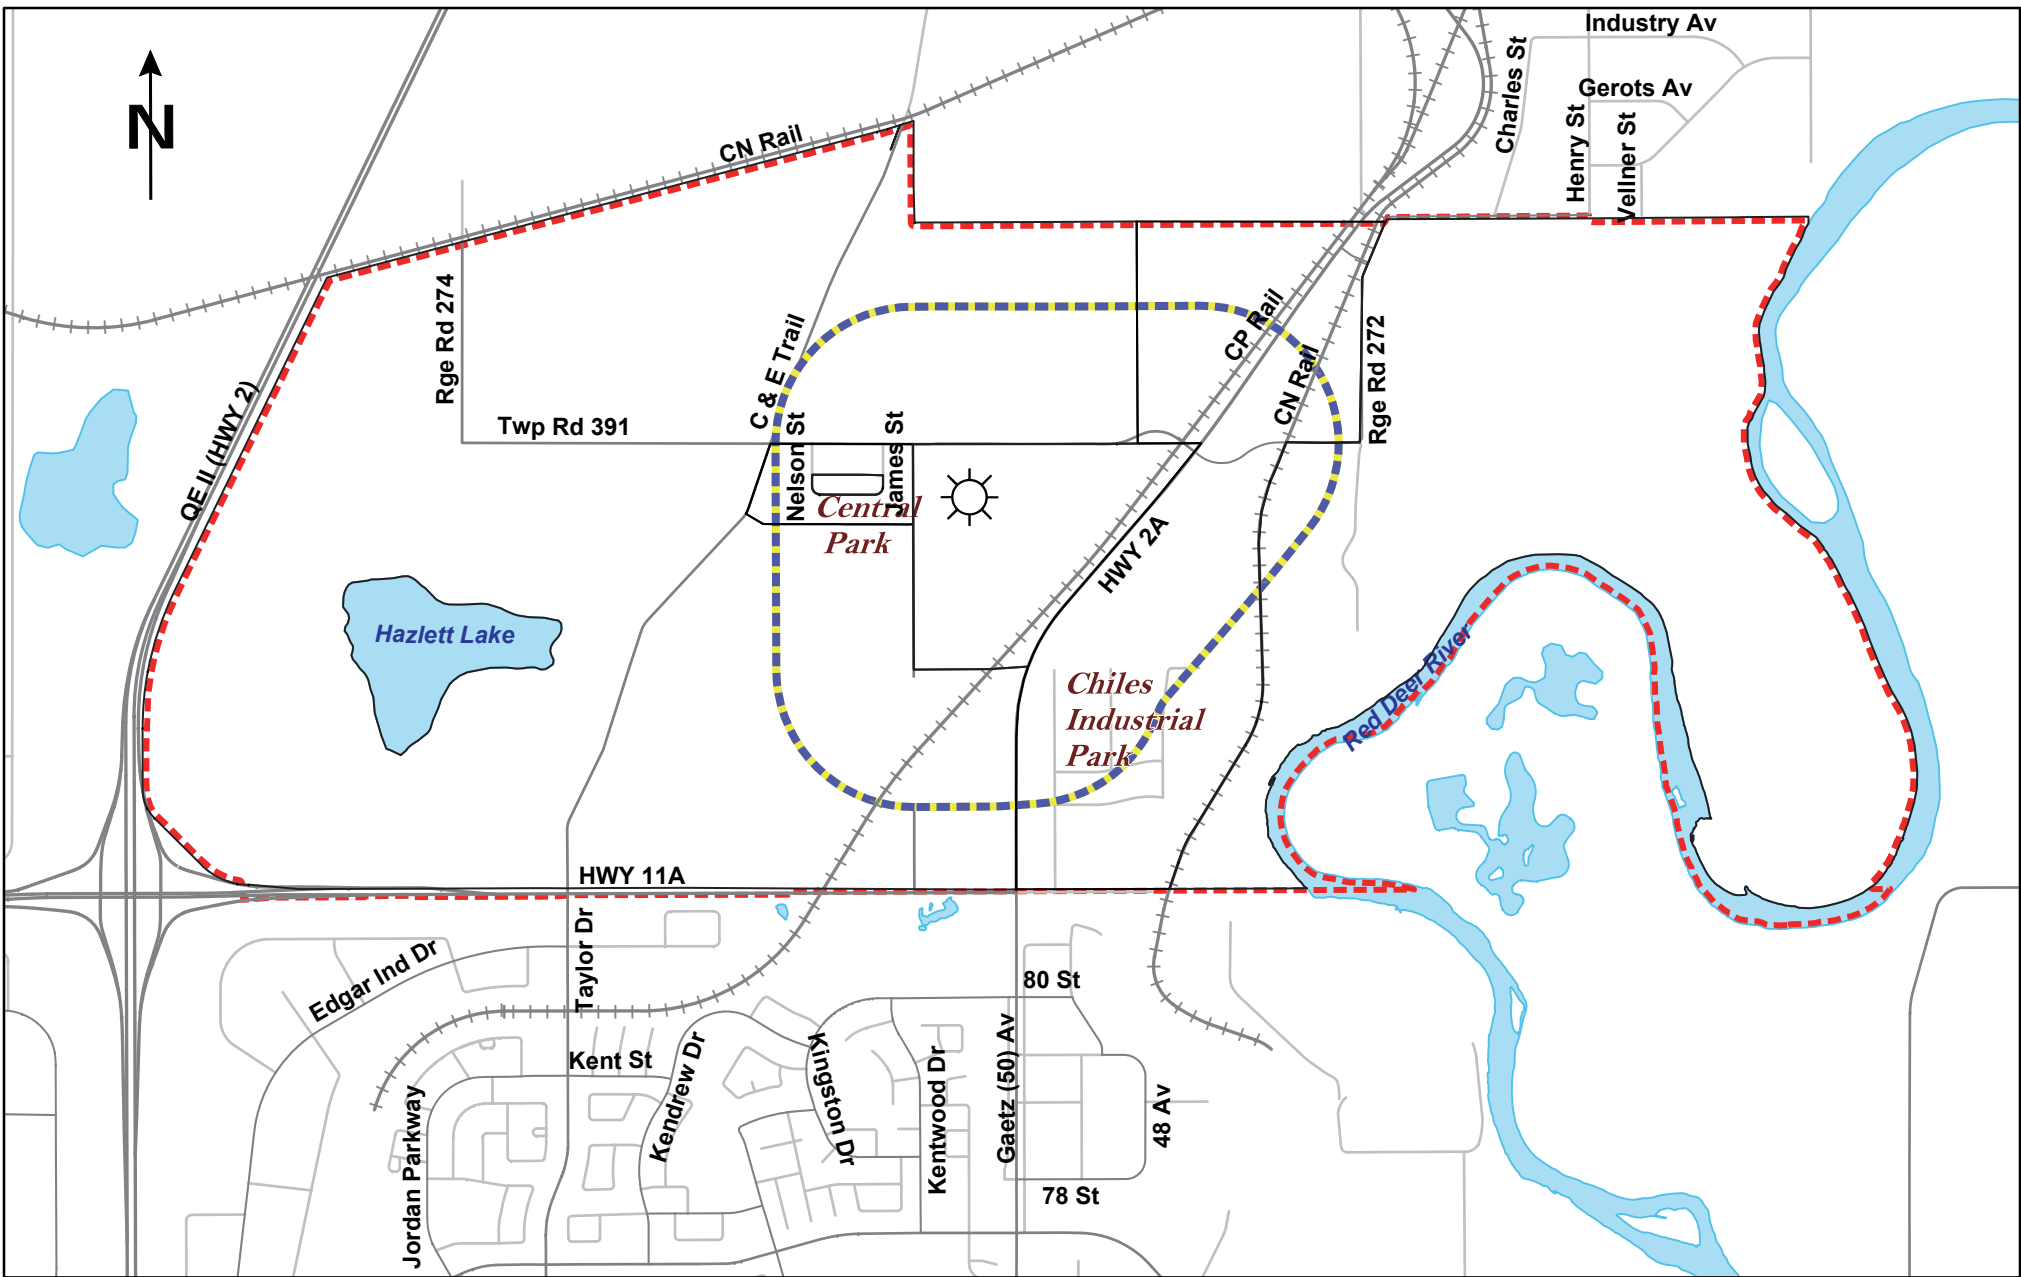 Industry Av
Charles St
Gerots Av
Henry St
Vellner St
N
CN Rail
Rge Rd 274
C & E Trail
CP Rail
CN Rail
Rge Rd 272
QE II (HWY 2)
Twp Rd 391
Nelson St
James St
Central
Park
HWY 2A
Hazlett Lake
Red Deer River
Chiles
Industrial
Park
HWY 11A
Taylor Dr
Edgar Ind Dr
80 St
Kent St
Kendrew Dr
Kingston Dr
Kentwood Dr
Gaetz (50) Av
48 Av
Jordan Parkway
78 St